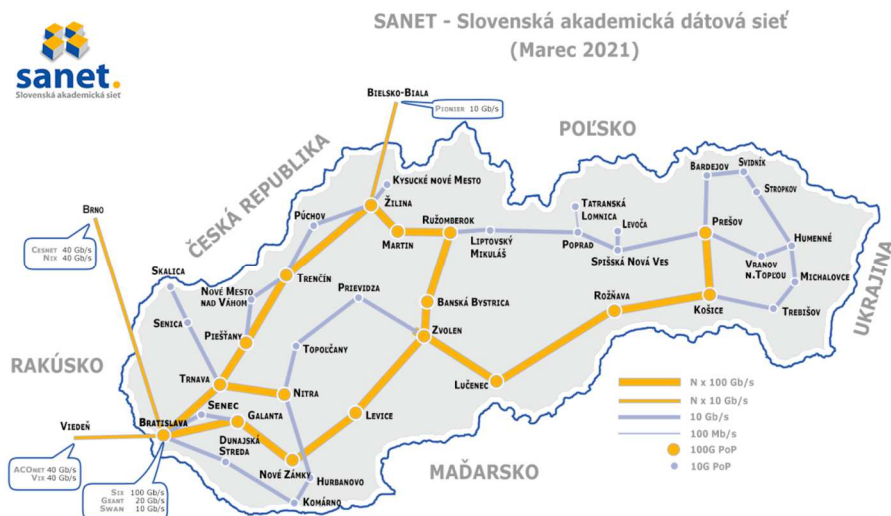 SANET - Slovenská akademická dátová sieť
(Marec 2021)
sanet.
Slovenská akademická sieť
Bielsko-Biala
Pionier 10 Gb/s
POĽSKO
ČESKÁ REPUBLIKA
Brno
Cesnet 40 Gb/s
Nix 40 Gb/s
Kysucké Nové Mesto
Žilina
Púchov
Martin
Ružomberok
Liptovský
Mikuláš
Tatranská
Lomnica
Poprad
Levoča
Spišská Nová Ves
Bardejov
Svidník
Stropkov
Prešov
Humenné
Vranov
n.Topľou
Michalovce
Trebišov
Košice
UKRAJINA
Skalica
Senica
Nové Mesto
nad Váhom
Trenčín
Prievidza
Piešťany
Topoľčany
Banská Bystrica
Zvolen
Rožňava
Lučenec
RAKÚSKO
Trnava
Nitra
Levice
Senec
Galanta
Bratislava
Viedeň
Dunajská
Streda
Nové Zámky
Hurbanovo
Komárno
MAĎARSKO
ACOnet 40 Gb/s
Vix 40 Gb/s
Six 100 Gb/s
Geant 20 Gb/s
Swan 10 Gb/s
N x 100 Gb/s
N x 10 Gb/s
10 Gb/s
100 Mb/s
100G PoP
10G PoP